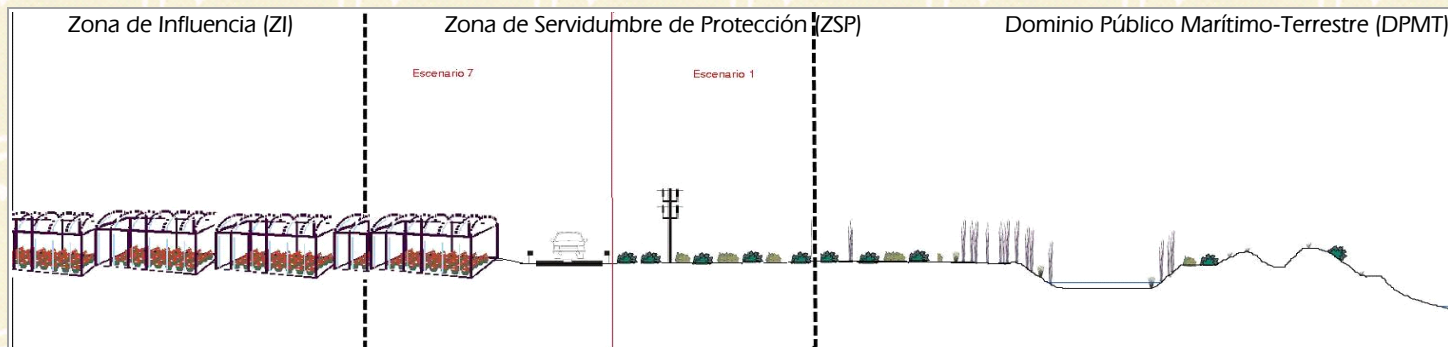 Zona de Influencia (ZI) Zona de Servidumbre de Protección (ZSP) Dominio Público Marítimo-Terrestre (DPMT)
Escenario 7 Escenario 1